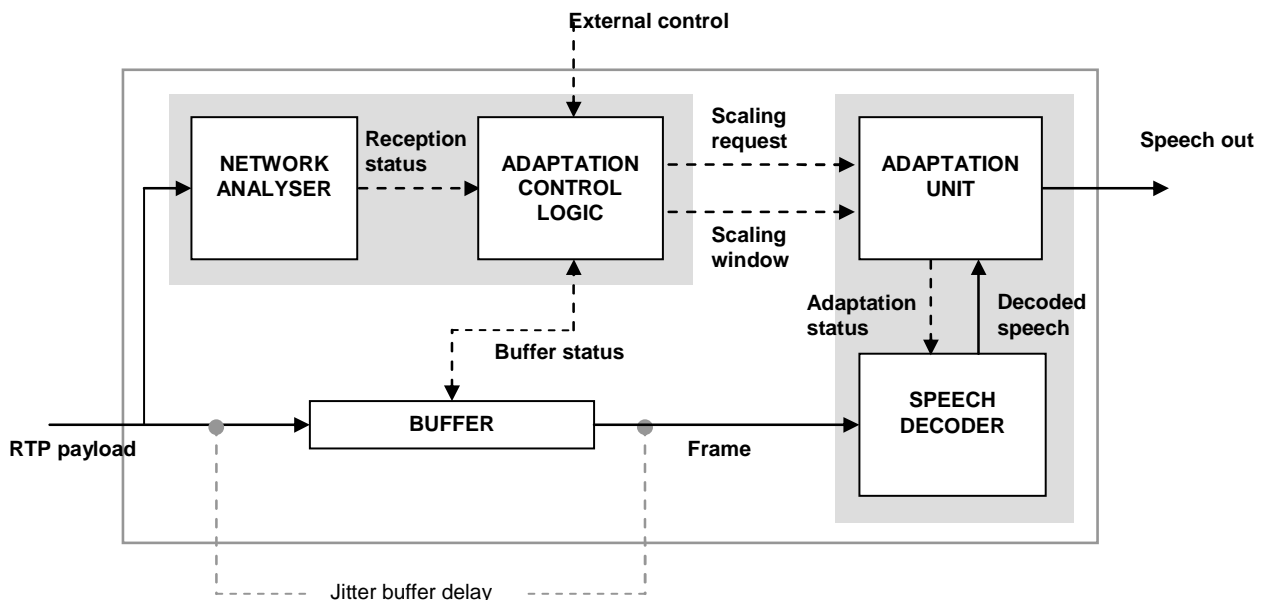 External control
NETWORK
ANALYSER
Reception
status
ADAPTATION
CONTROL
LOGIC
Scaling
request
Scaling
window
ADAPTATION
UNIT
Speech out
Adaptation
status
Decoded
speech
Buffer status
BUFFER
SPEECH
DECODER
RTP payload
Frame
Jitter buffer delay